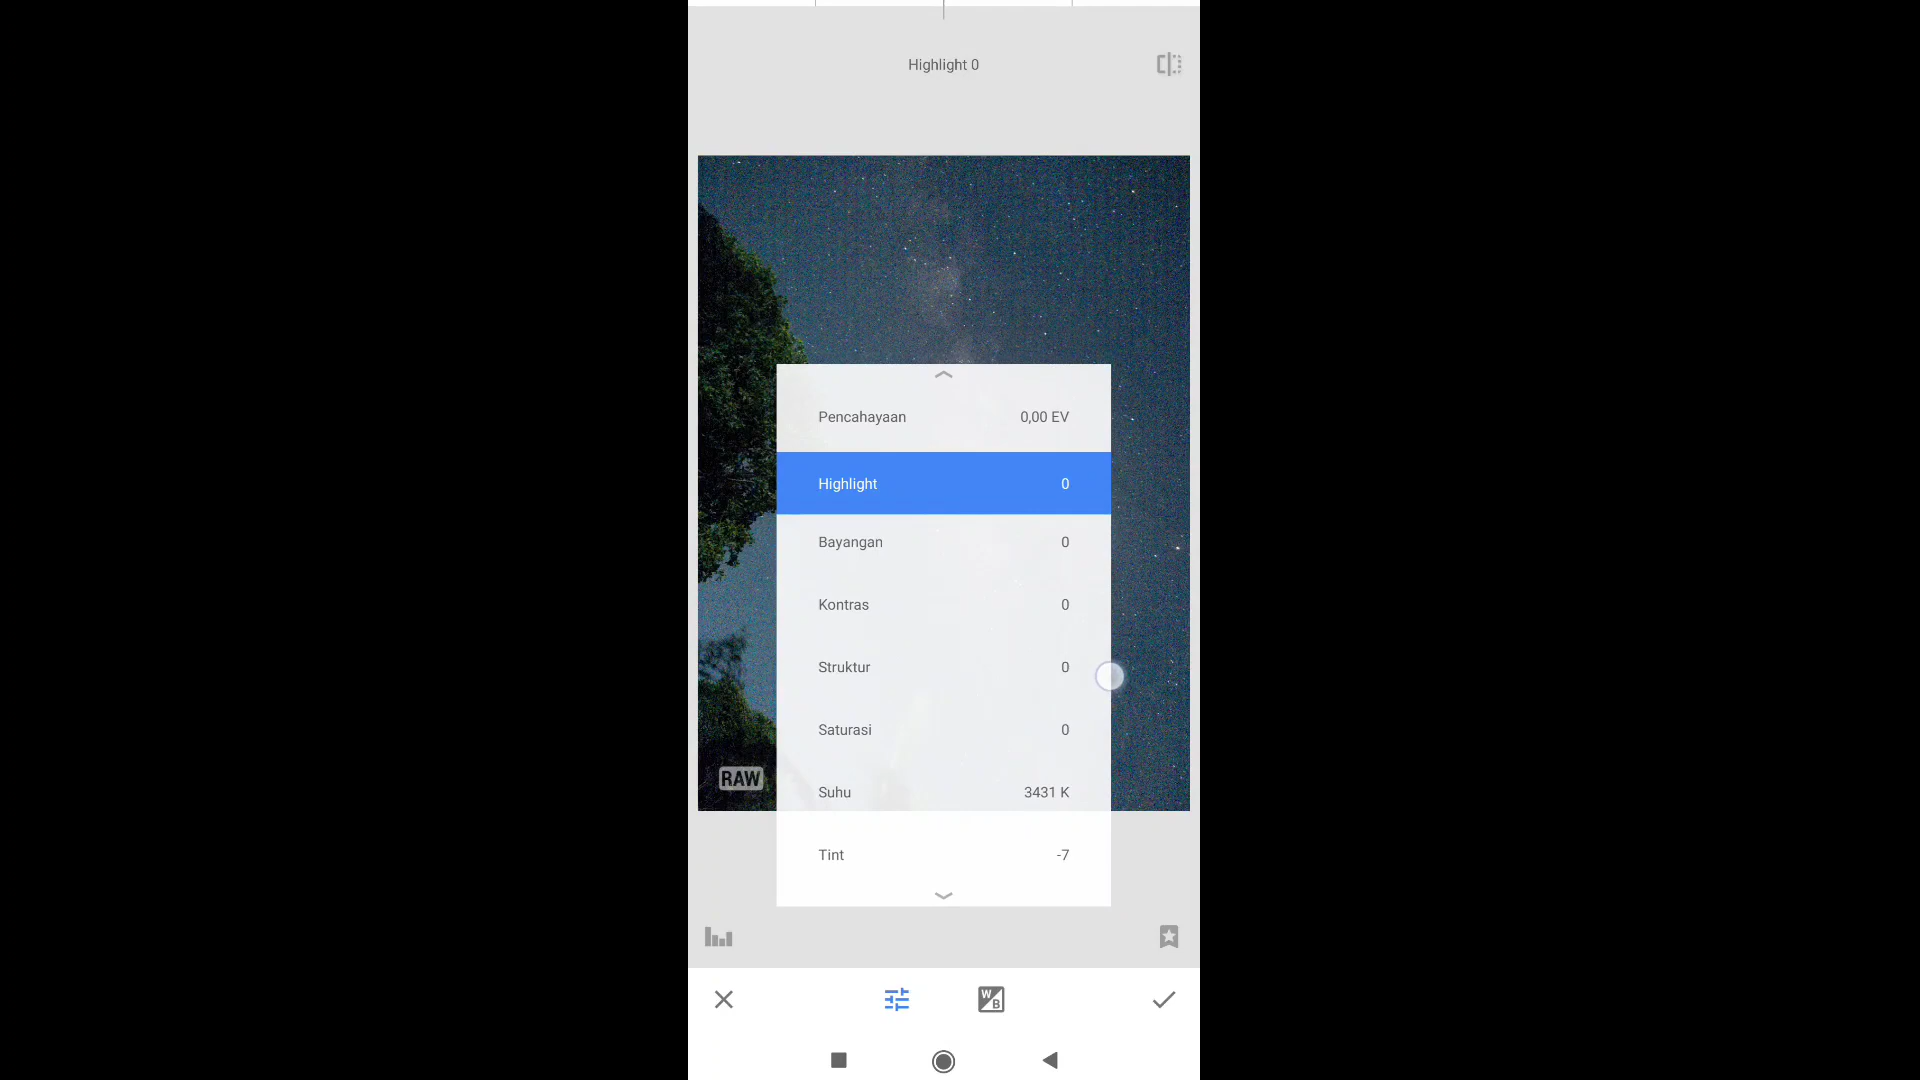 Highlight 0
Pencahayaan 0,00 EV
Highlight 0
Bayangan 0
Kontras 0
Struktur 0
Saturasi 0
Suhu 3431 K
Tint -7
RAW
W B